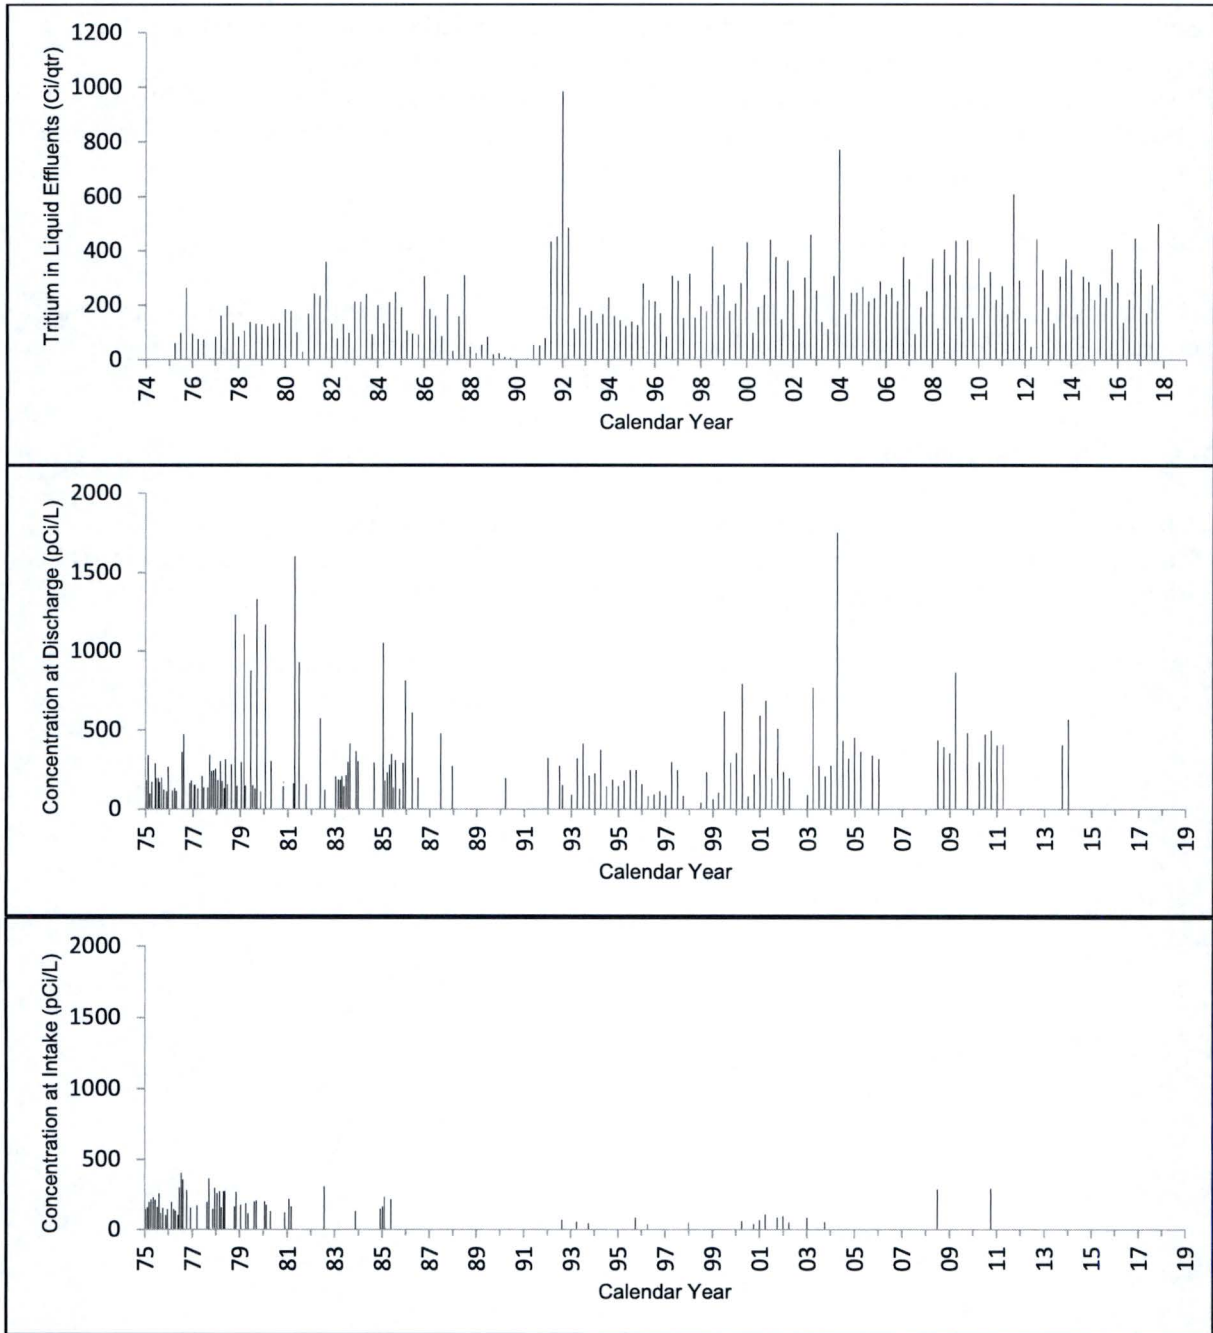 Tritium in Liquid Effluents (Ci/qtr)
1200
1000
800
600
400
200
0
74 76 78 80 82 84 86 88 90 92 94 96 98 00 02 04 06 08 10 12 14 16 18
Calendar Year
Concentration at Discharge (pCi/L)
2000
1500
1000
500
0
75 77 79 81 83 85 87 89 91 93 95 97 99 01 03 05 07 09 11 13 15 17 19
Calendar Year
Concentration at Intake (pCi/L)
2000
1500
1000
500
0
75 77 79 81 83 85 87 89 91 93 95 97 99 01 03 05 07 09 11 13 15 17 19
Calendar Year